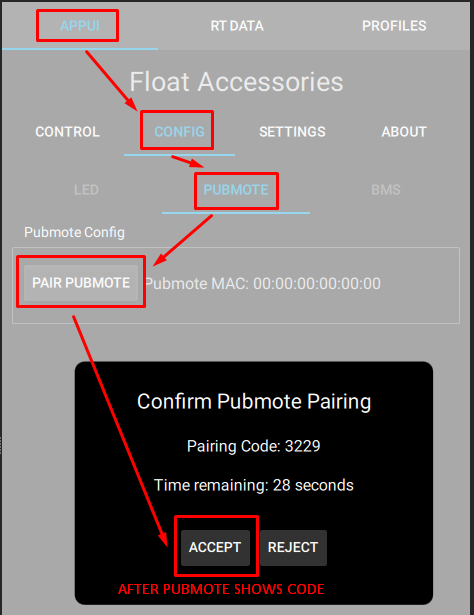 APPUI RT DATA PROFILES
Float Accessories
CONTROL CONFIG SETTINGS ABOUT
LED PUBMOTE BMS
Pubmote Config
PAIR PUBMOTE Pubmote MAC: 00:00:00:00:00:00
Confirm Pubmote Pairing
Pairing Code: 3229
Time remaining: 28 seconds
ACCEPT REJECT
AFTER PUBMOTE SHOWS CODE